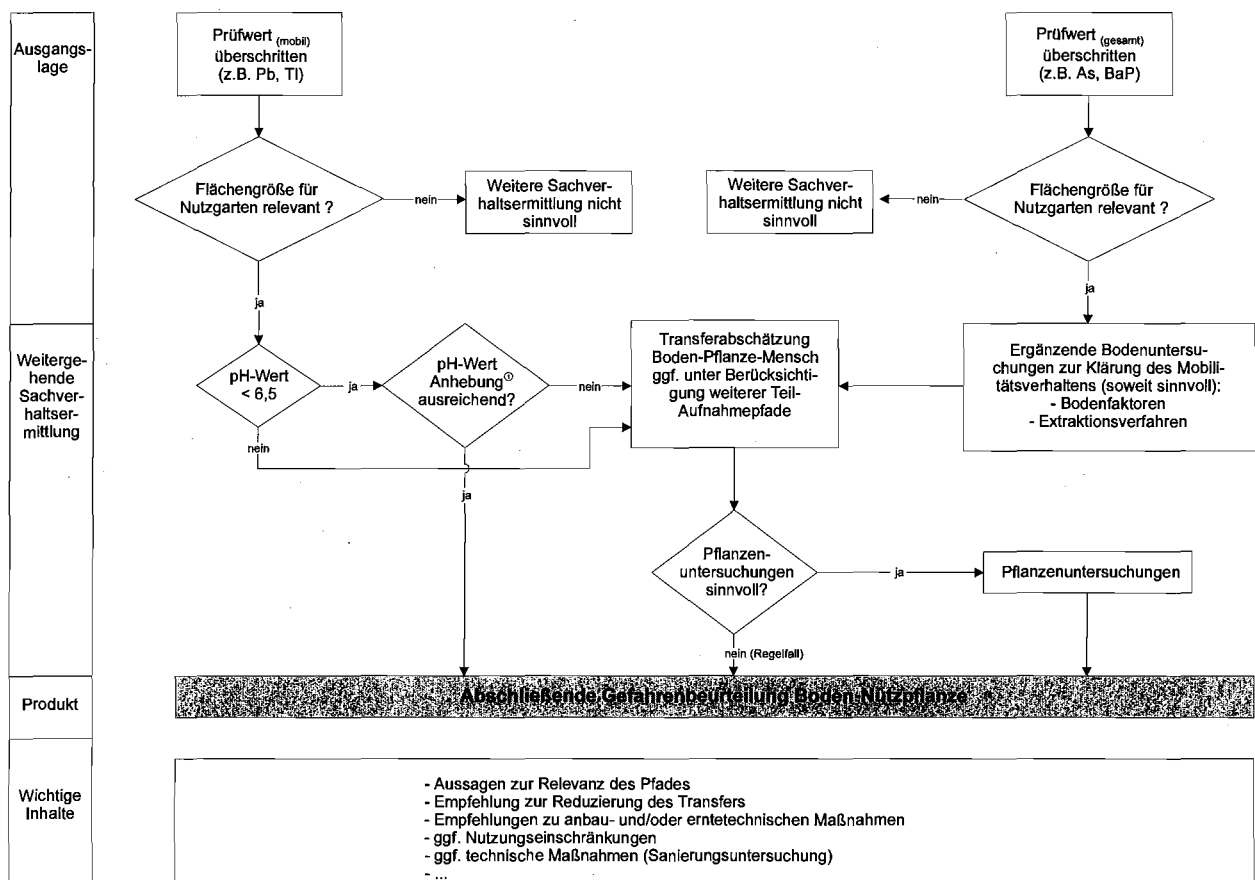 Ausgangs-
lage
Prüfwert (mobil)
überschritten
(z.B. Pb, Tl)
Prüfwert (gesamt)
überschritten
(z.B. As, BaP)
Flächengröße für
Nutzgarten relevant ?
nein
Weitere Sachver-
haltsermittlung nicht
sinnvoll
Weitere Sachver-
haltsermittlung nicht
sinnvoll
nein
Flächengröße für
Nutzgarten relevant ?
ja
ja
Weiterge-
hende
Sachver-
haltser-
mittlung
pH-Wert
< 6,5
ja
pH-Wert
Anhebung①
ausreichend?
nein
Transferabschätzung
Boden-Pflanze-Mensch
ggf. unter Berücksichti-
gung weiterer Teil-
Aufnahmepfade
Ergänzende Bodenuntersu-
chungen zur Klärung des Mobili-
tätsverhaltens (soweit sinnvoll):
- Bodenfaktoren
- Extraktionsverfahren
nein
ja
Pflanzen-
untersuchungen
sinnvoll?
ja
Pflanzenuntersuchungen
nein (Regelfall)
Produkt
Abschließende Gefahrenbeurteilung Boden-Nutzpflanze
Wichtige
Inhalte
- Aussagen zur Relevanz des Pfades
- Empfehlung zur Reduzierung des Transfers
- Empfehlungen zu anbau- und/oder erntetechnischen Maßnahmen
- ggf. Nutzungseinschränkungen
- ggf. technische Maßnahmen (Sanierungsuntersuchung)
- ...